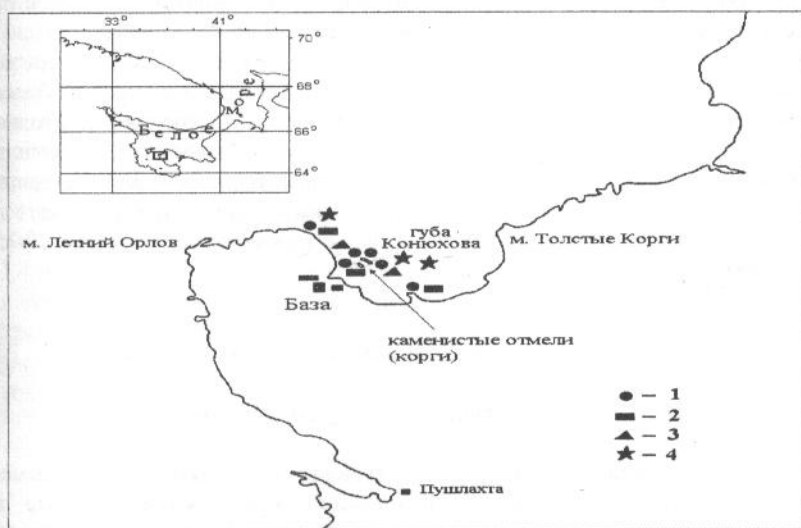 33° 41°
70°
68°
66°
64°
Белое
море
губа
Конюхова
м. Летний Орлов
м. Толстые Корги
База
каменистые отмели
(корги)
1
2
3
4
Пушлахта